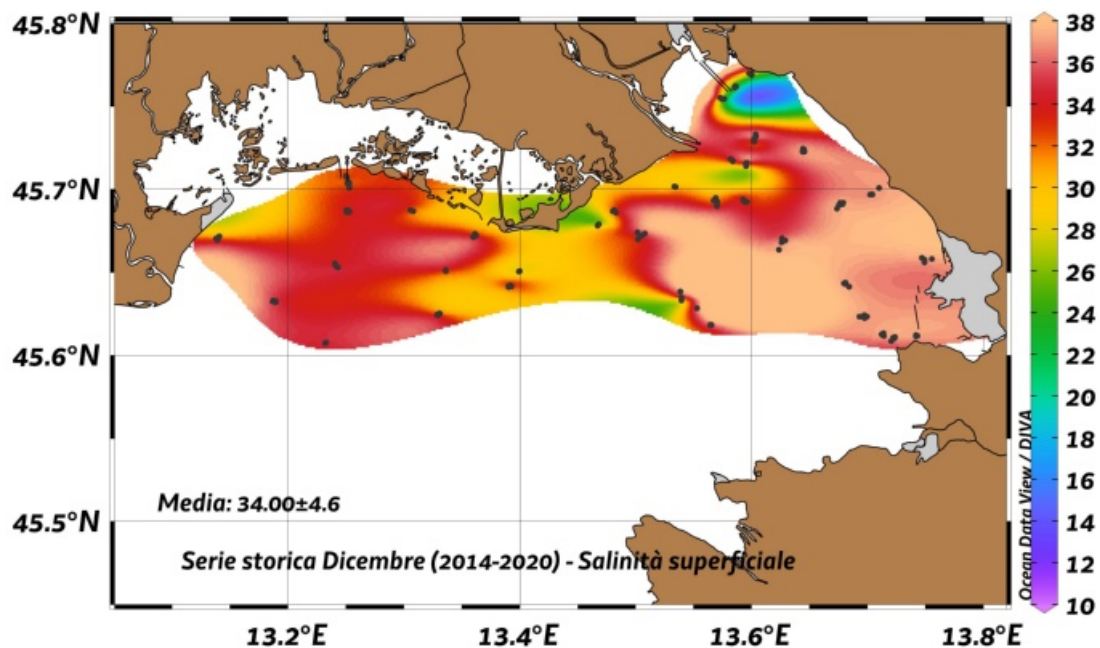 45.8°N
45.7°N
45.6°N
45.5°N
Media: 34.00±4.6
Serie storica Dicembre (2014-2020) - Salinità superficiale
13.2°E 13.4°E 13.6°E 13.8°E
Ocean Data View / DIVA
38
36
34
32
30
28
26
24
22
20
18
16
14
12
10